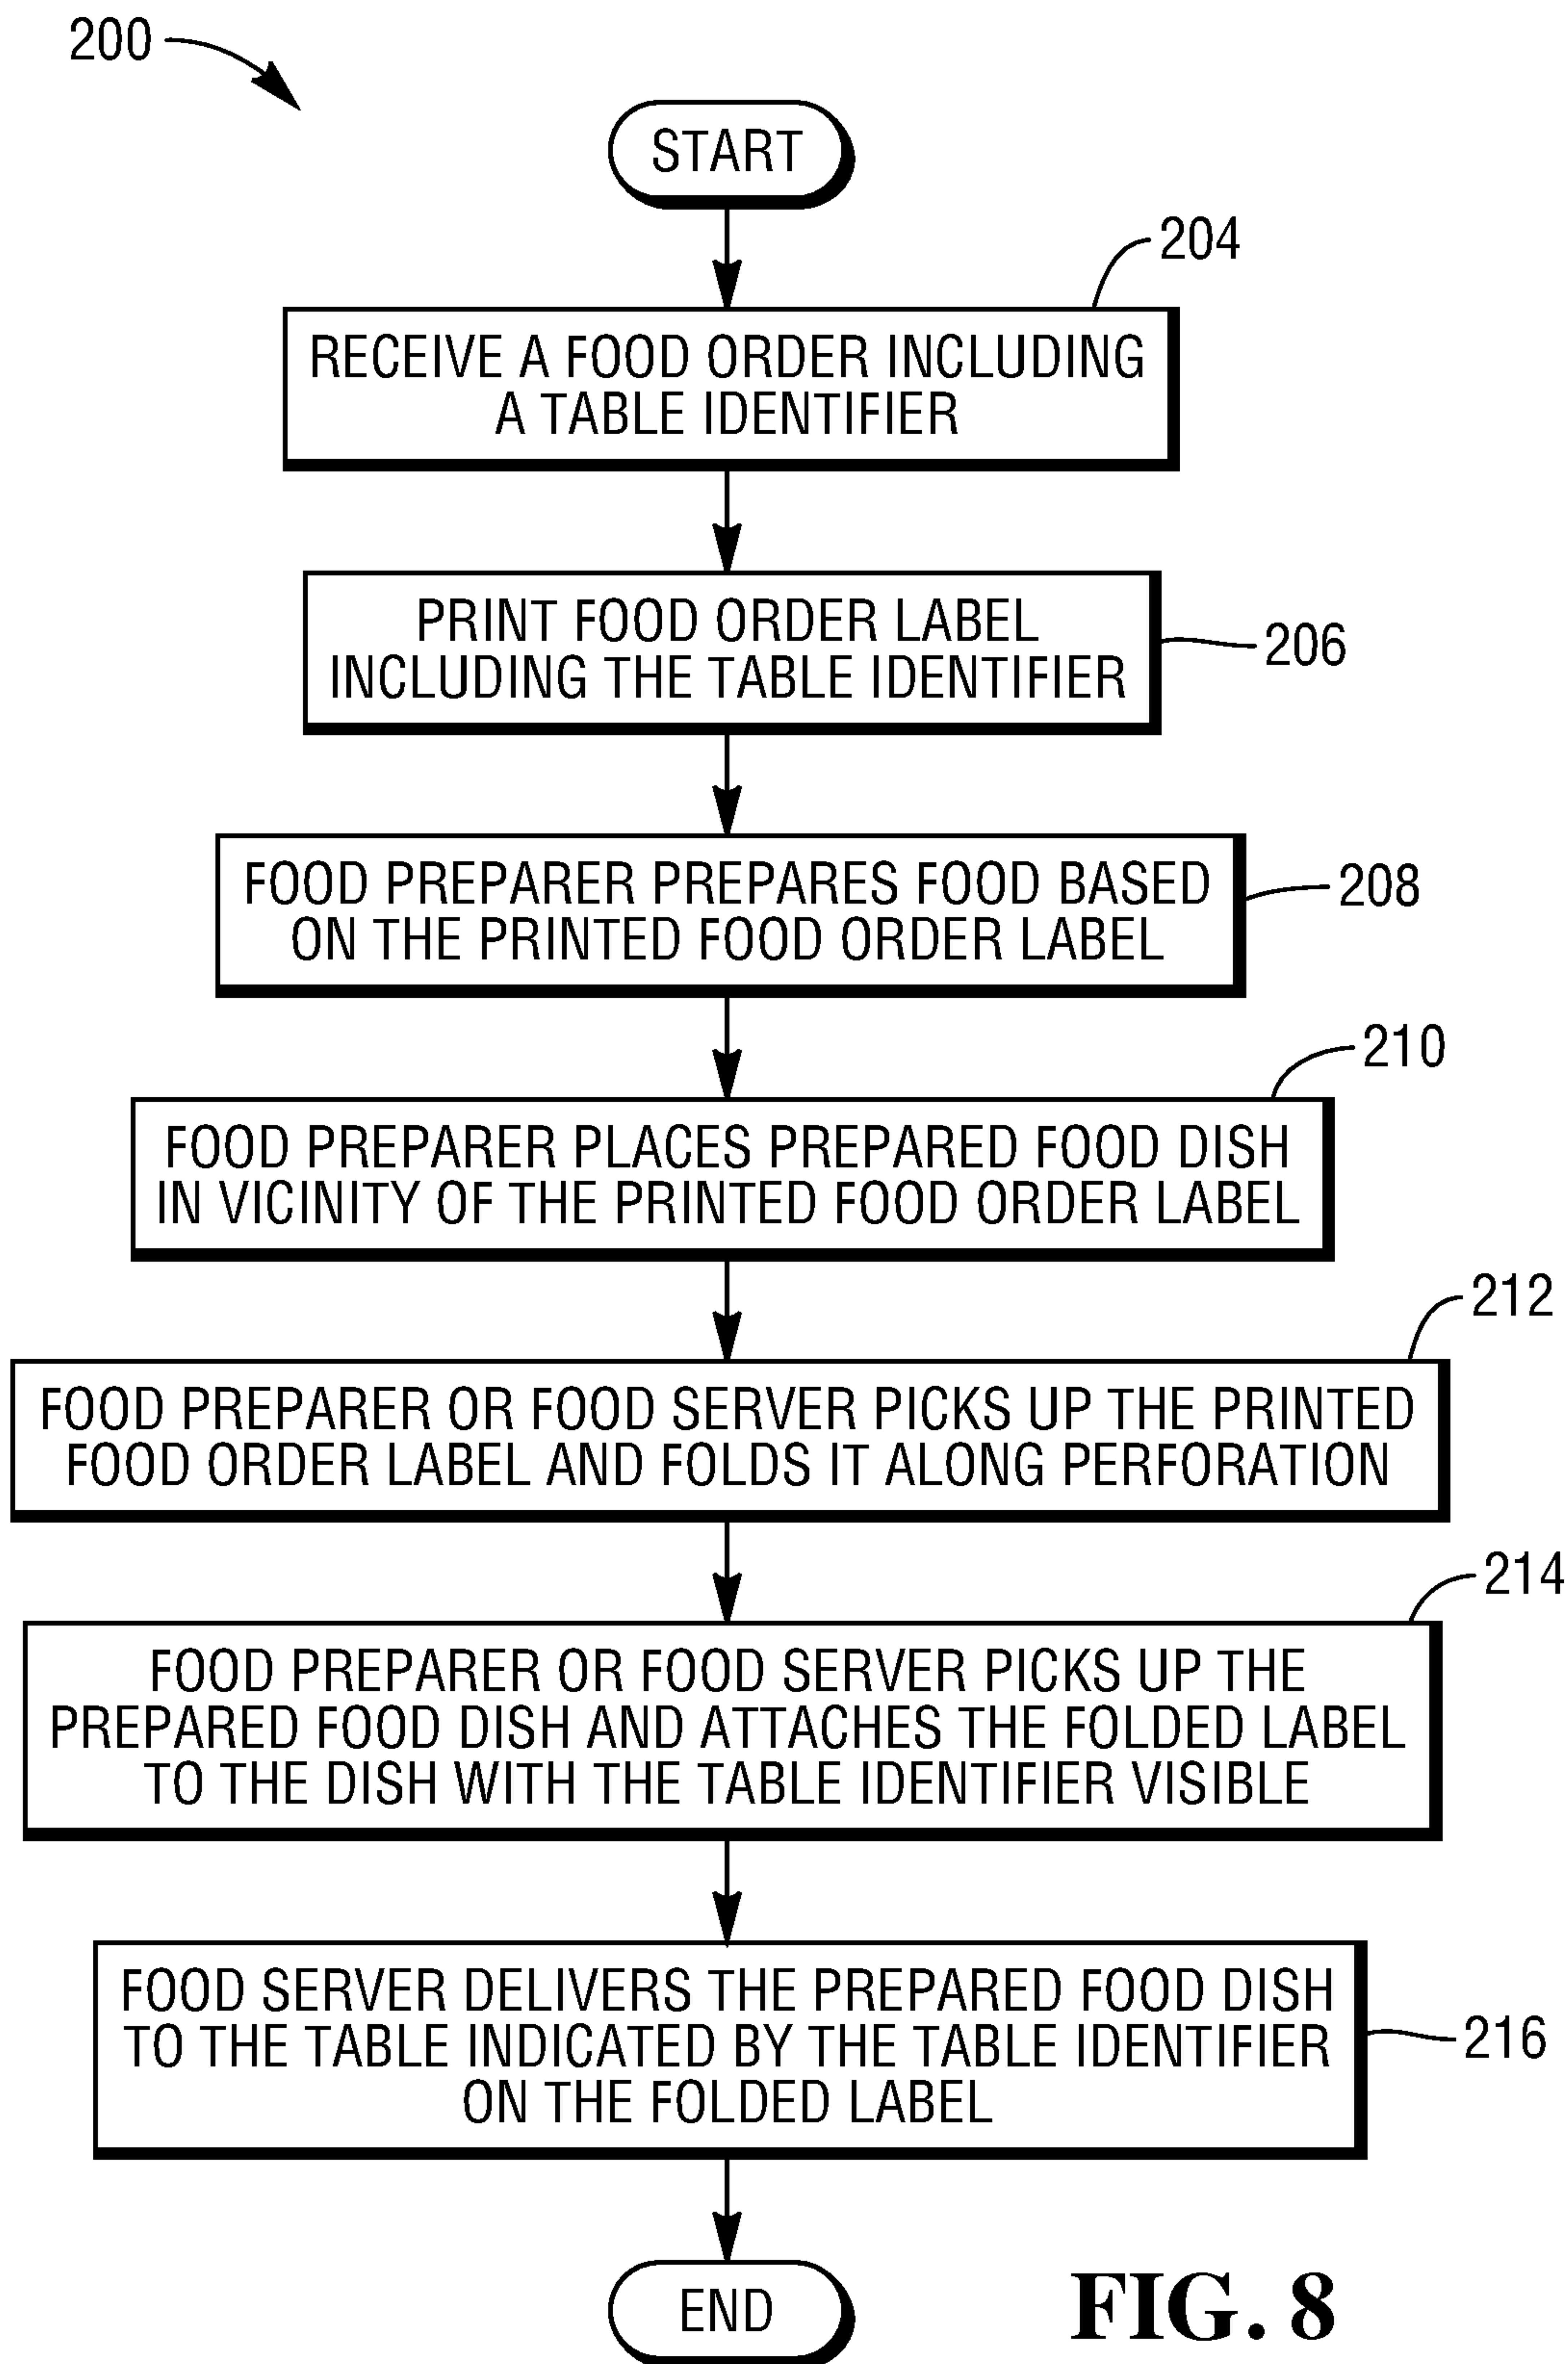 200
START
204
RECEIVE A FOOD ORDER INCLUDING
A TABLE IDENTIFIER
PRINT FOOD ORDER LABEL
INCLUDING THE TABLE IDENTIFIER
206
FOOD PREPARER PREPARES FOOD BASED
ON THE PRINTED FOOD ORDER LABEL
208
210
FOOD PREPARER PLACES PREPARED FOOD DISH
IN VICINITY OF THE PRINTED FOOD ORDER LABEL
212
FOOD PREPARER OR FOOD SERVER PICKS UP THE PRINTED
FOOD ORDER LABEL AND FOLDS IT ALONG PERFORATION
214
FOOD PREPARER OR FOOD SERVER PICKS UP THE
PREPARED FOOD DISH AND ATTACHES THE FOLDED LABEL
TO THE DISH WITH THE TABLE IDENTIFIER VISIBLE
FOOD SERVER DELIVERS THE PREPARED FOOD DISH
TO THE TABLE INDICATED BY THE TABLE IDENTIFIER
ON THE FOLDED LABEL
216
END
FIG. 8